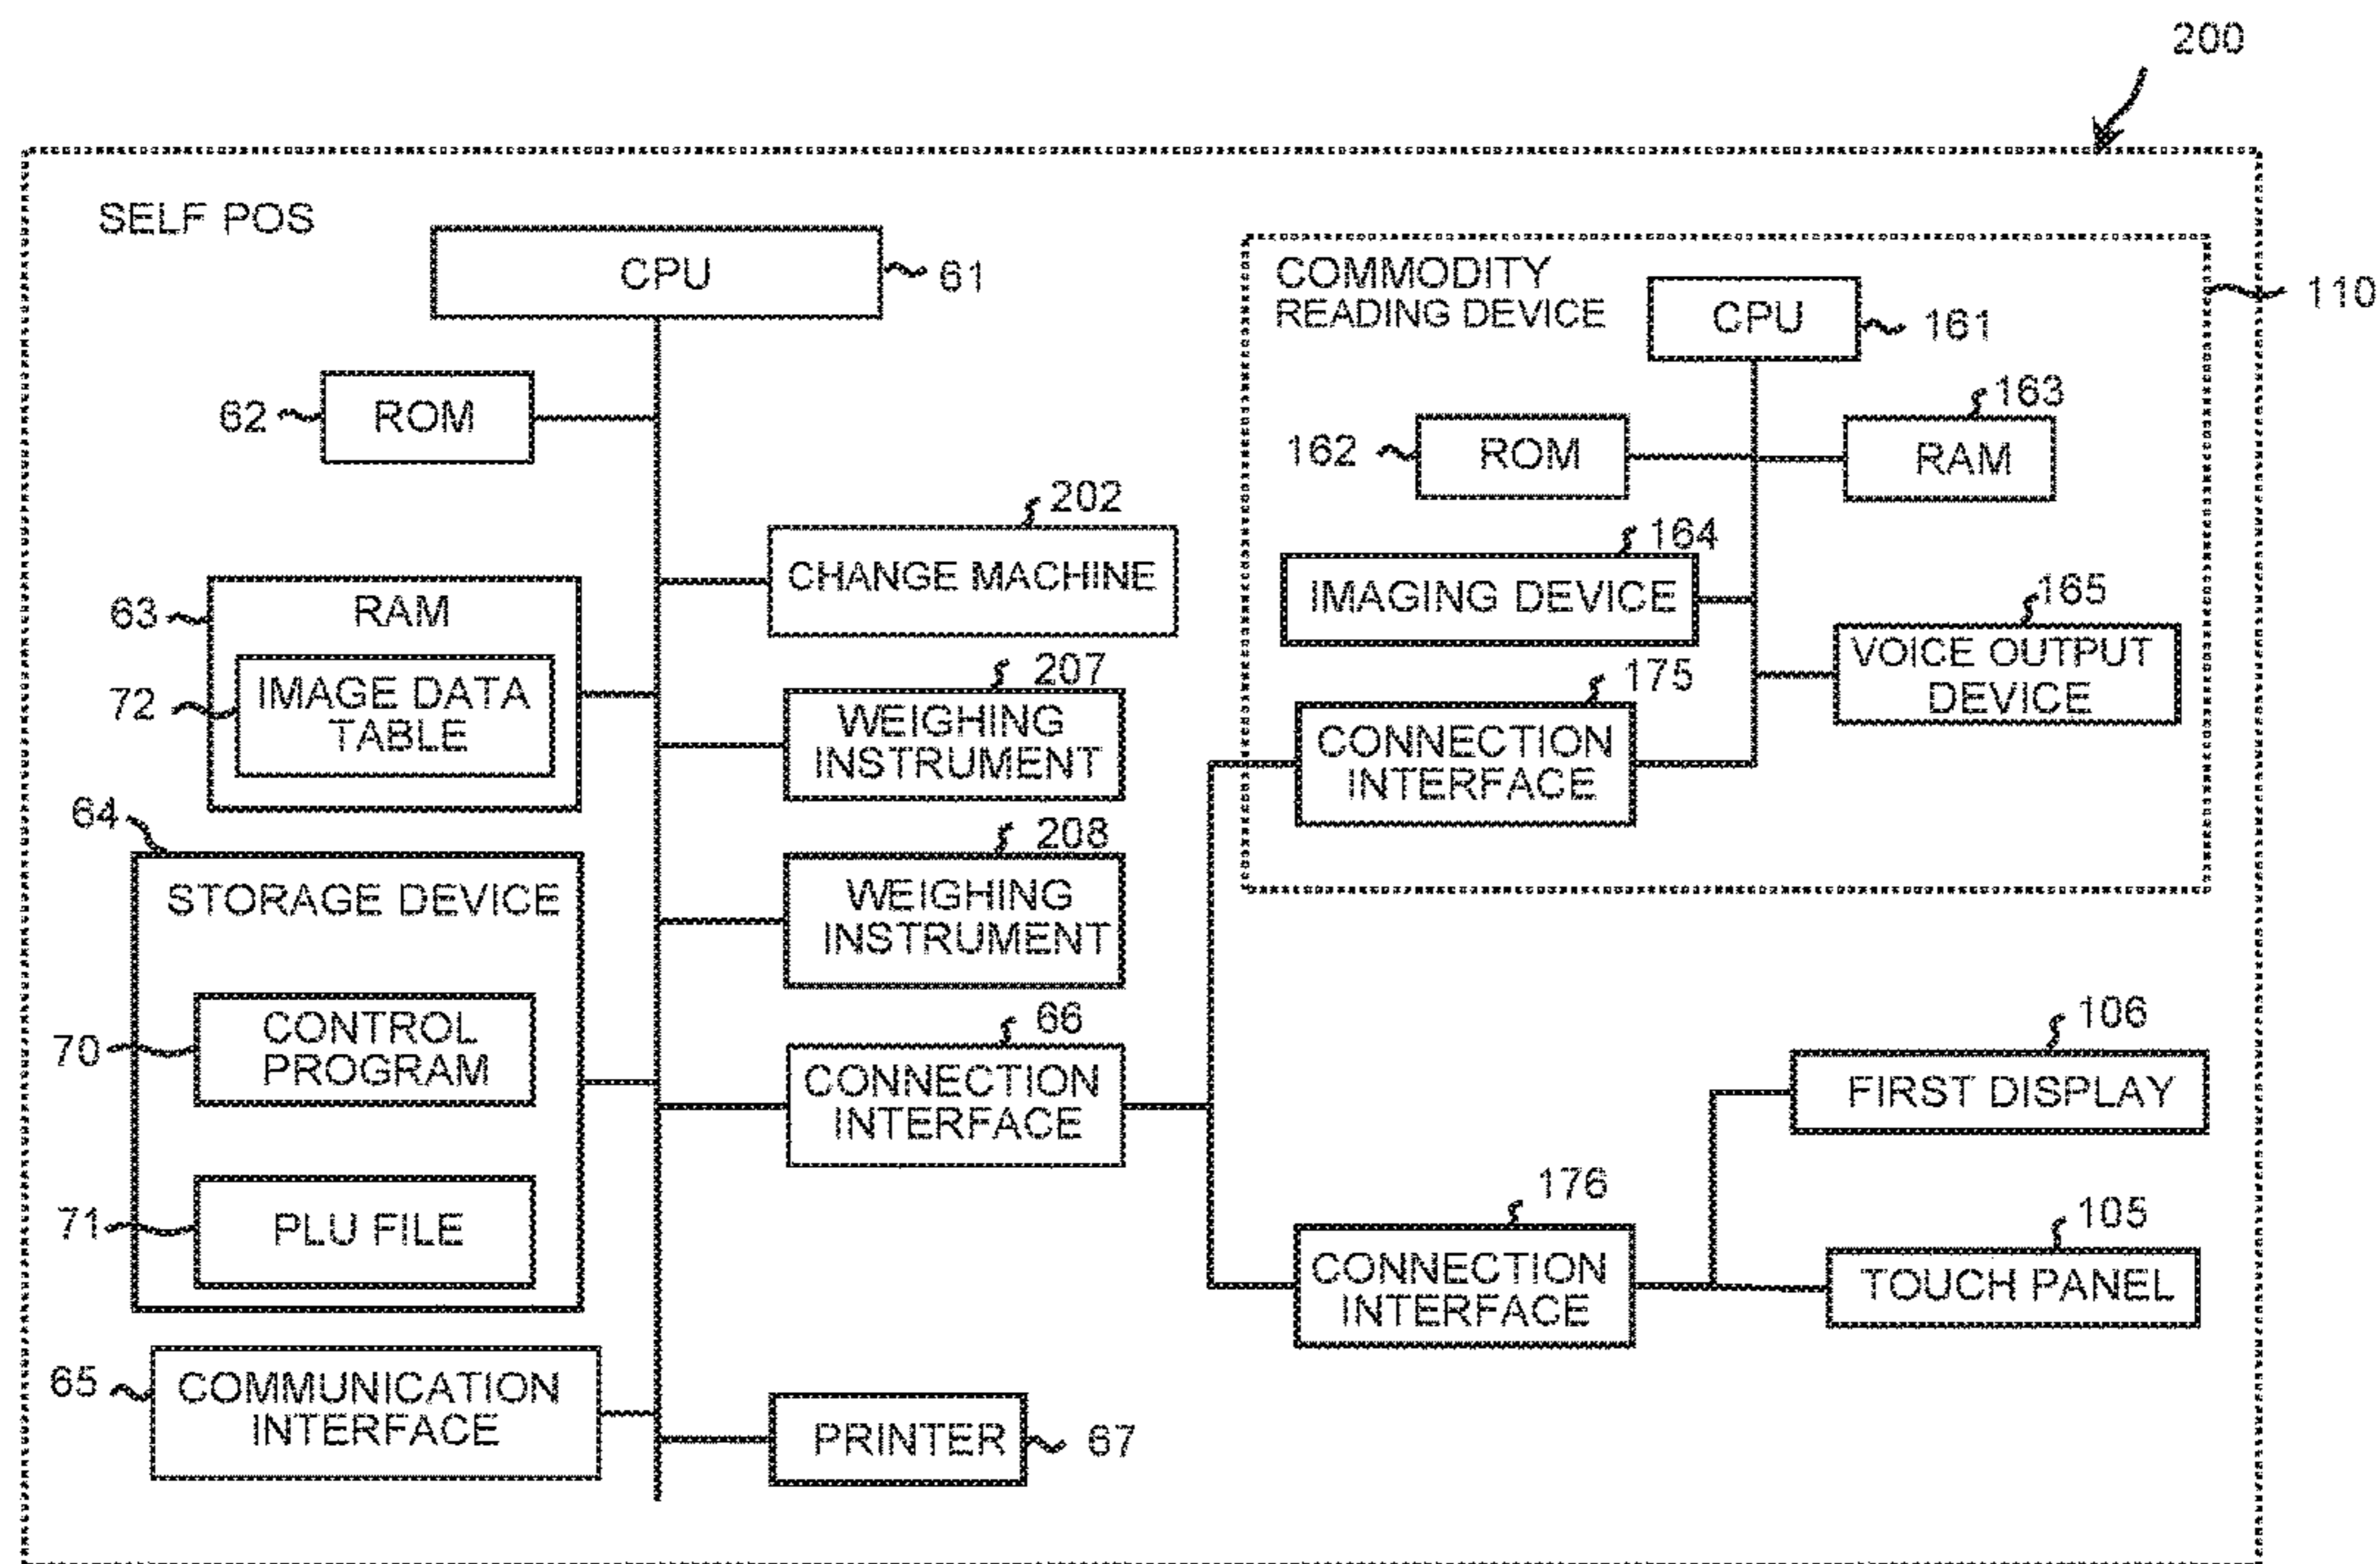 200
SELF POS
CPU
61
COMMODITY
READING DEVICE
110
CPU
161
62
ROM
163
162
ROM
RAM
202
CHANGE MACHINE
164
IMAGING DEVICE
165
VOICE OUTPUT
DEVICE
63
RAM
72
IMAGE DATA
TABLE
207
WEIGHING
INSTRUMENT
175
CONNECTION
INTERFACE
64
STORAGE DEVICE
208
WEIGHING
INSTRUMENT
70
CONTROL
PROGRAM
66
CONNECTION
INTERFACE
106
FIRST DISPLAY
71
PLU FILE
176
CONNECTION
INTERFACE
105
TOUCH PANEL
65
COMMUNICATION
INTERFACE
PRINTER
67